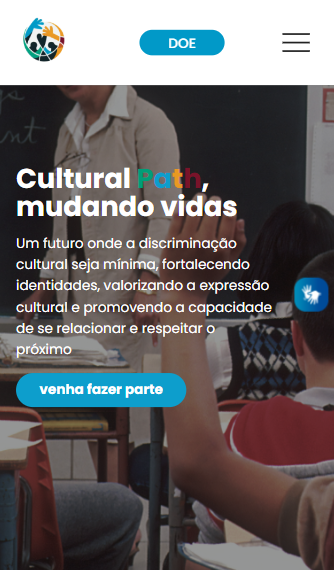 DOE
Cultural Path,
mudando vidas
Um futuro onde a discriminação
cultural seja mínima, fortalecendo
identidades, valorizando a expressão
cultural e promovendo a capacidade
de se relacionar e respeitar o
próximo
venha fazer parte